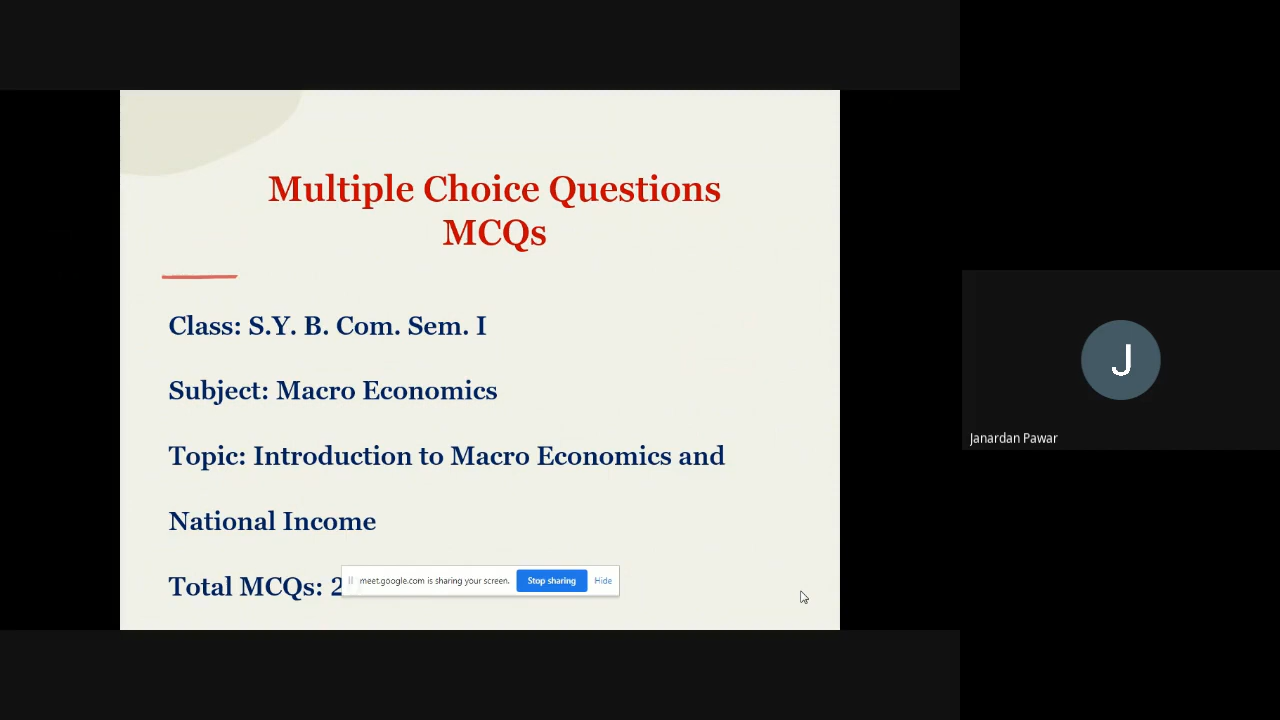 Multiple Choice Questions
MCQs
Class: S.Y. B. Com. Sem. I
Subject: Macro Economics
Topic: Introduction to Macro Economics and
National Income
Total MCQs: 2
meet.google.com is sharing your screen.
Stop sharing
Hide
J
Janardan Pawar